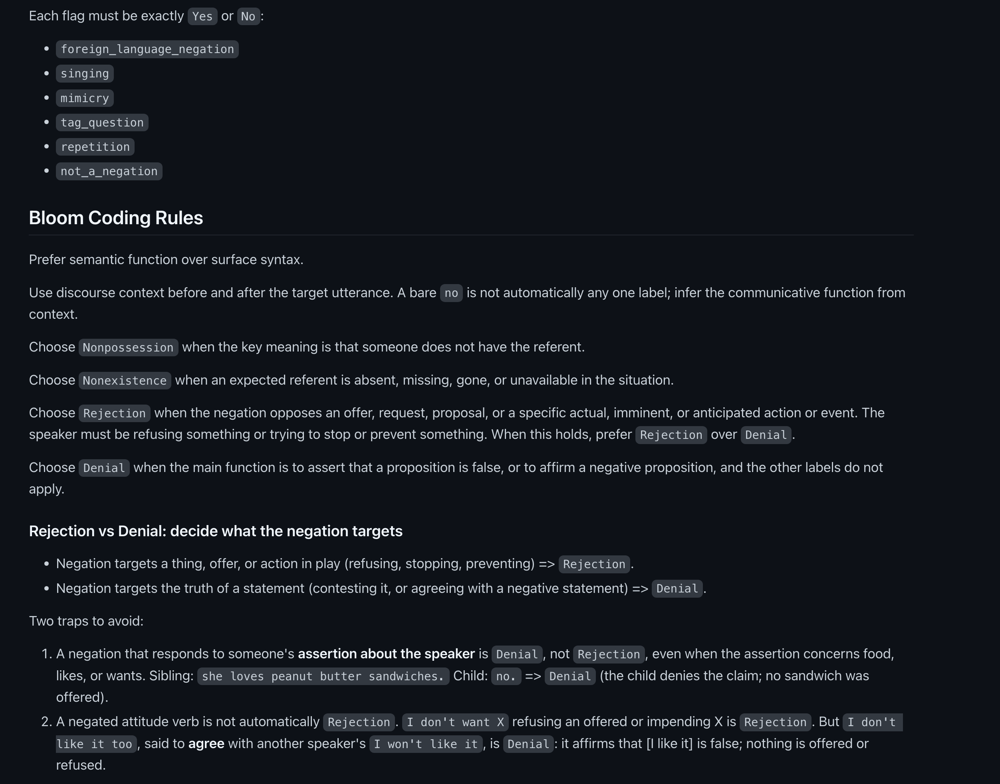 Each flag must be exactly Yes or No:
• foreign_language_negation
• singing
• mimicry
• tag_question
• repetition
• not_a_negation
Bloom Coding Rules
Prefer semantic function over surface syntax.
Use discourse context before and after the target utterance. A bare no is not automatically any one label; infer the communicative function from
context.
Choose Nonpossession when the key meaning is that someone does not have the referent.
Choose Nonexistence when an expected referent is absent, missing, gone, or unavailable in the situation.
Choose Rejection when the negation opposes an offer, request, proposal, or a specific actual, imminent, or anticipated action or event. The
speaker must be refusing something or trying to stop or prevent something. When this holds, prefer Rejection over Denial.
Choose Denial when the main function is to assert that a proposition is false, or to affirm a negative proposition, and the other labels do not
apply.
Rejection vs Denial: decide what the negation targets
• Negation targets a thing, offer, or action in play (refusing, stopping, preventing) => Rejection.
• Negation targets the truth of a statement (contesting it, or agreeing with a negative statement) => Denial.
Two traps to avoid:
1. A negation that responds to someone's assertion about the speaker is Denial, not Rejection, even when the assertion concerns food,
likes, or wants. Sibling: she loves peanut butter sandwiches. Child: no. => Denial (the child denies the claim; no sandwich was
offered).
2. A negated attitude verb is not automatically Rejection. I don't want X refusing an offered or impending X is Rejection. But I don't
like it too, said to agree with another speaker's I won't like it, is Denial: it affirms that [I like it] is false; nothing is offered or
refused.